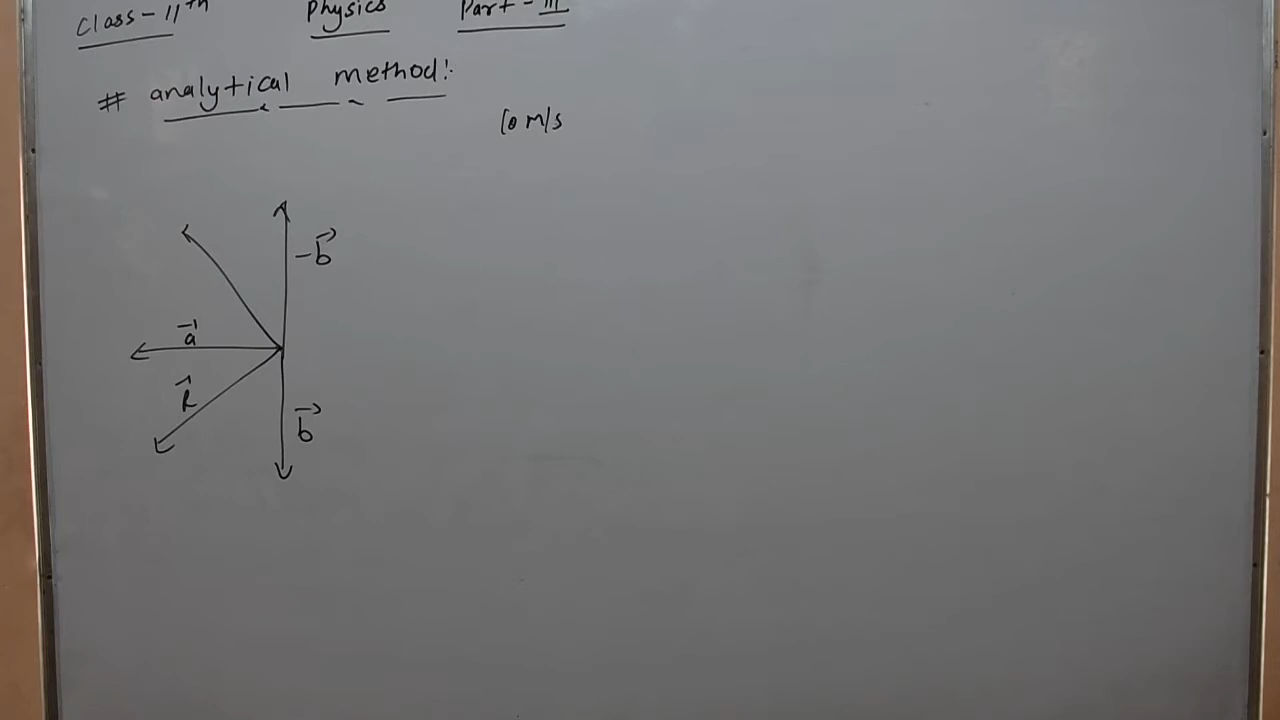 Class - 11th Physics Part - III
# analytical method :
10 m/s
-b⃗
a⃗
R⃗
b⃗